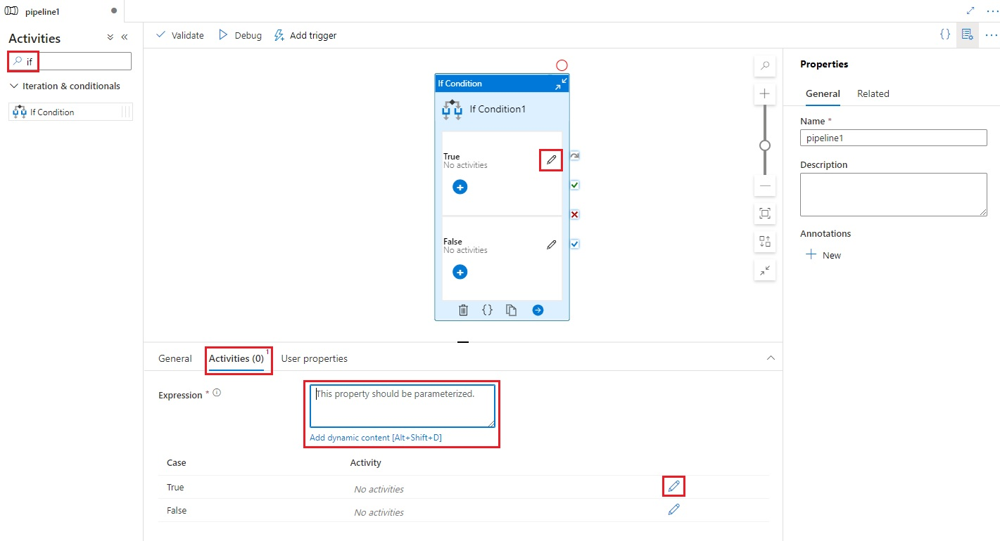 pipeline1
Activities
if
Iteration & conditionals
If Condition
Validate
Debug
Add trigger
If Condition
If Condition1
True
No activities
False
No activities
Properties
General
Related
Name *
pipeline1
Description
Annotations
New
General
Activities (0) 1
User properties
Expression *
This property should be parameterized.
Add dynamic content [Alt+Shift+D]
Case Activity
True No activities
False No activities